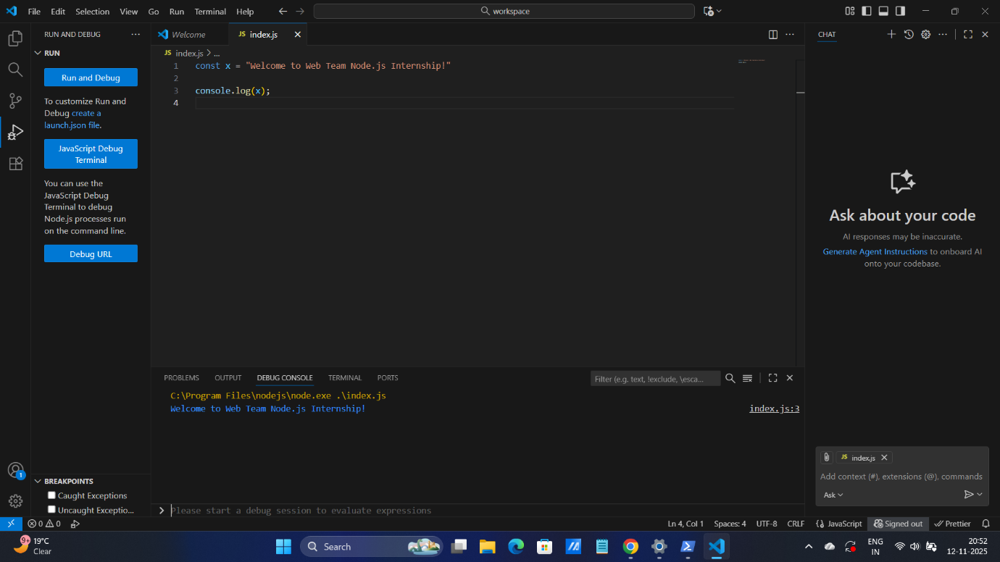 File Edit Selection View Go Run Terminal Help
workspace
RUN AND DEBUG
RUN
Run and Debug
To customize Run and
Debug create a
launch.json file.
JavaScript Debug
Terminal
You can use the
JavaScript Debug
Terminal to debug
Node.js processes run
on the command line.
Debug URL
BREAKPOINTS
Caught Exceptions
Uncaught Exceptio...
1
Welcome
JS index.js
JS index.js > ...
1 const x = "Welcome to Web Team Node.js Internship!"
2
3 console.log(x);
4
PROBLEMS OUTPUT DEBUG CONSOLE TERMINAL PORTS
Filter (e.g. text, !exclude, \esca...
C:\Program Files\nodejs\node.exe .\index.js
Welcome to Web Team Node.js Internship!
index.js:3
Please start a debug session to evaluate expressions
CHAT
Ask about your code
AI responses may be inaccurate.
Generate Agent Instructions to onboard AI
onto your codebase.
JS index.js
Add context (#), extensions (@), commands
Ask
0 0
Ln 4, Col 1 Spaces: 4 UTF-8 CRLF {} JavaScript Signed out Prettier
9+
19°C
Clear
Search
ENG
IN
20:52
12-11-2025